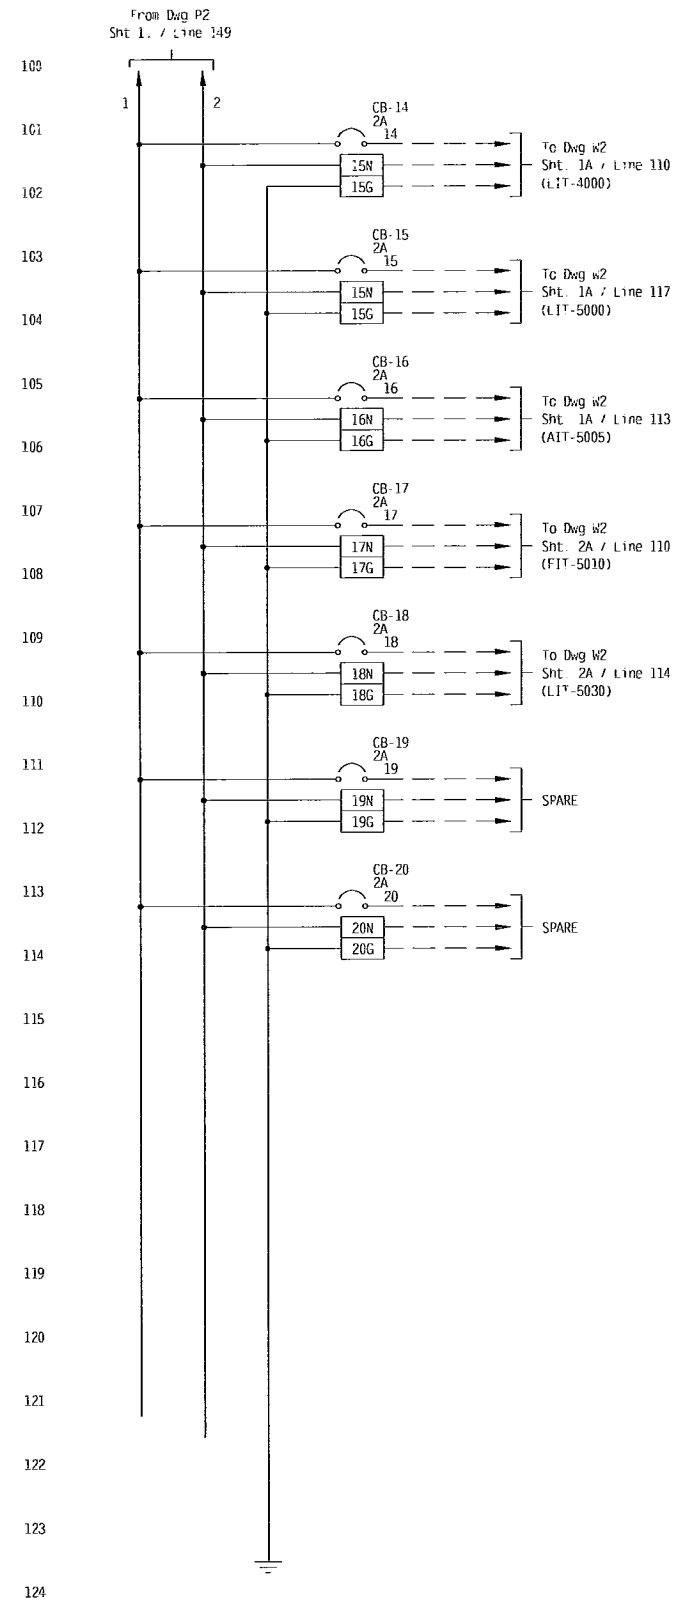 From Dwg P2
Sht 1. / Line 149
100
1
2
101
CB-14
2A
14
To Dwg W2
15N
Sht. 1A / Line 110
15G
(LIT-4000)
102
103
CB-15
2A
15
To Dwg W2
15N
Sht. 1A / Line 117
15G
(LIT-5000)
104
105
CB-16
2A
16
To Dwg W2
16N
Sht. 1A / Line 113
16G
(AIT-5005)
106
107
CB-17
2A
17
To Dwg W2
17N
Sht. 2A / Line 110
17G
(FIT-5010)
108
109
CB-18
2A
18
To Dwg W2
18N
Sht. 2A / Line 114
18G
(LIT-5030)
110
111
CB-19
2A
19
19N
SPARE
19G
112
113
CB-20
2A
20
20N
SPARE
20G
114
115
116
117
118
119
120
121
122
123
124